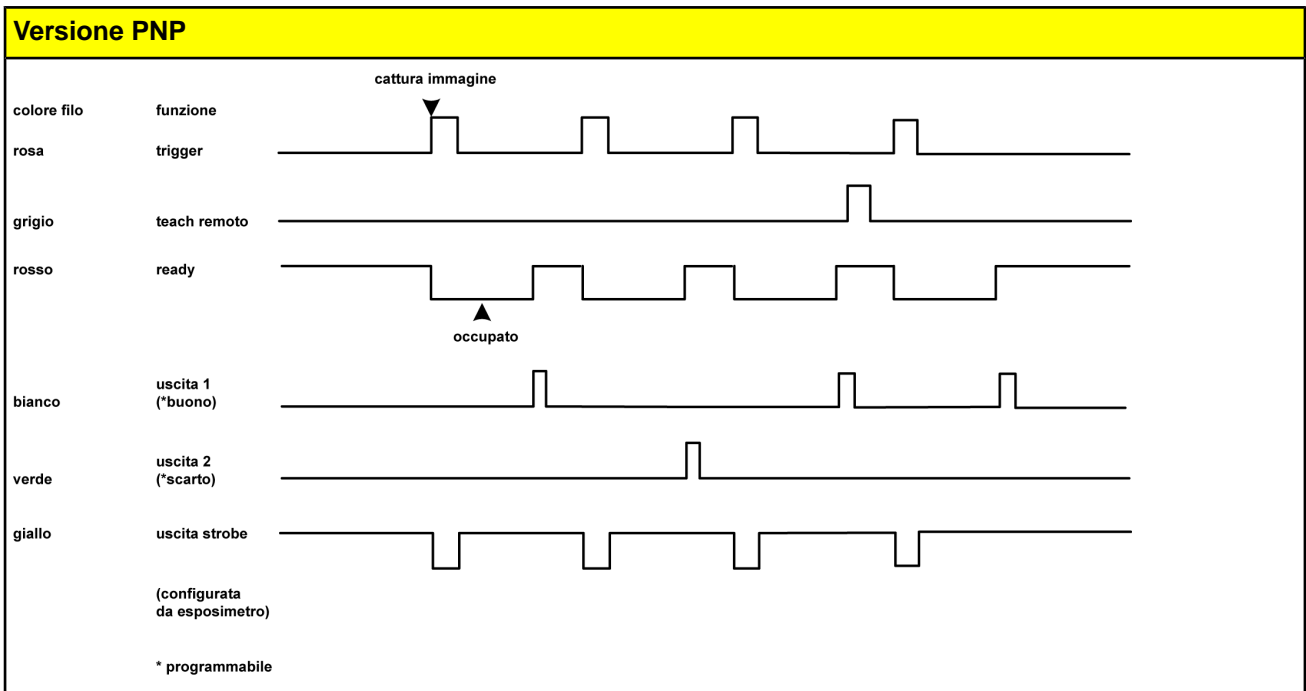 Versione PNP
cattura immagine
colore filo funzione
rosa trigger
grigio teach remoto
rosso ready
occupato
uscita 1
bianco (*buono)
uscita 2
verde (*scarto)
giallo uscita strobe
(configurata
da esposimetro)
* programmabile